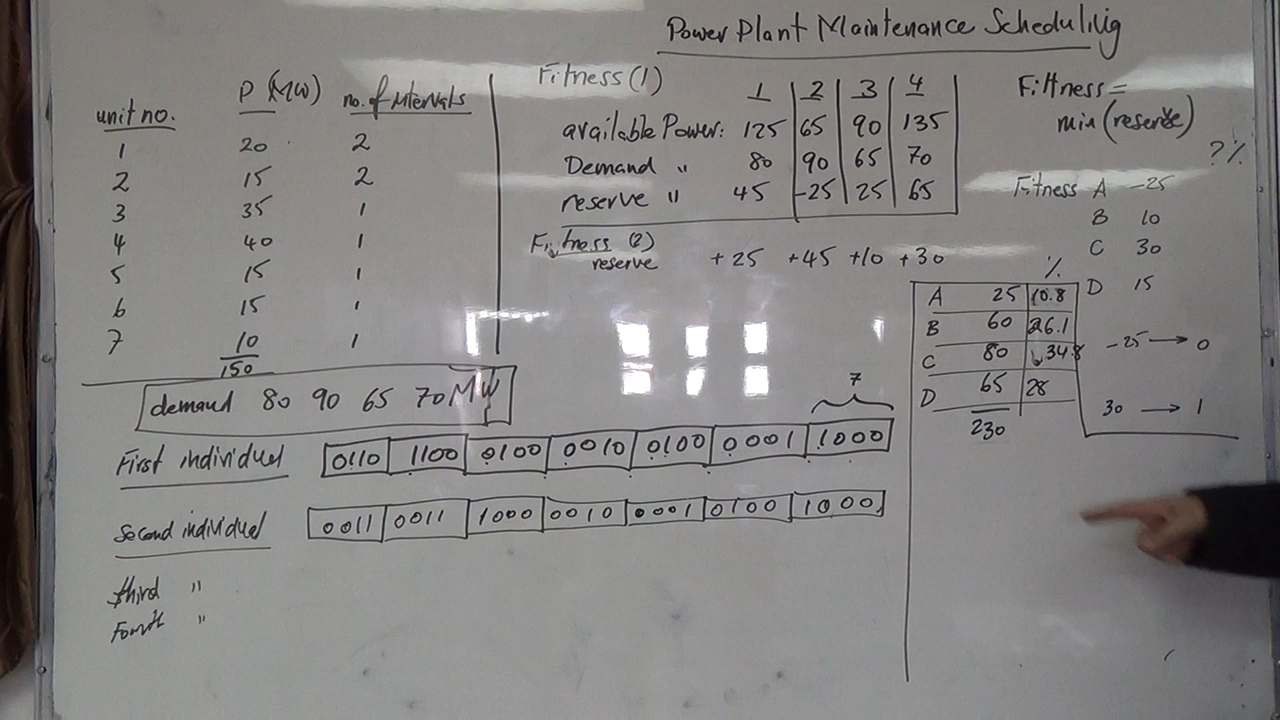 Power Plant Maintenance Scheduling
unit no. P (MW) no. of intervals
1 20 2
2 15 2
3 35 1
4 40 1
5 15 1
6 15 1
7 10 1
150
demand 80 90 65 70 MW
Fitness (1)
1 2 3 4
available Power: 125 65 90 135
Demand " 80 90 65 70
reserve " 45 -25 25 65
Fitness (2)
reserve +25 +45 +10 +30
Fittness =
min (reserve)
? %
Fitness A -25
B 10
C 30
D 15
-25 → 0
30 → 1
%
A 25 10.8
B 60 26.1
C 80 34.8
D 65 28
230
7
First individuel 0110 1100 0100 0010 0100 0001 1000
Second individuel 0011 0011 1000 0010 0001 0100 1000
third "
Fourth "